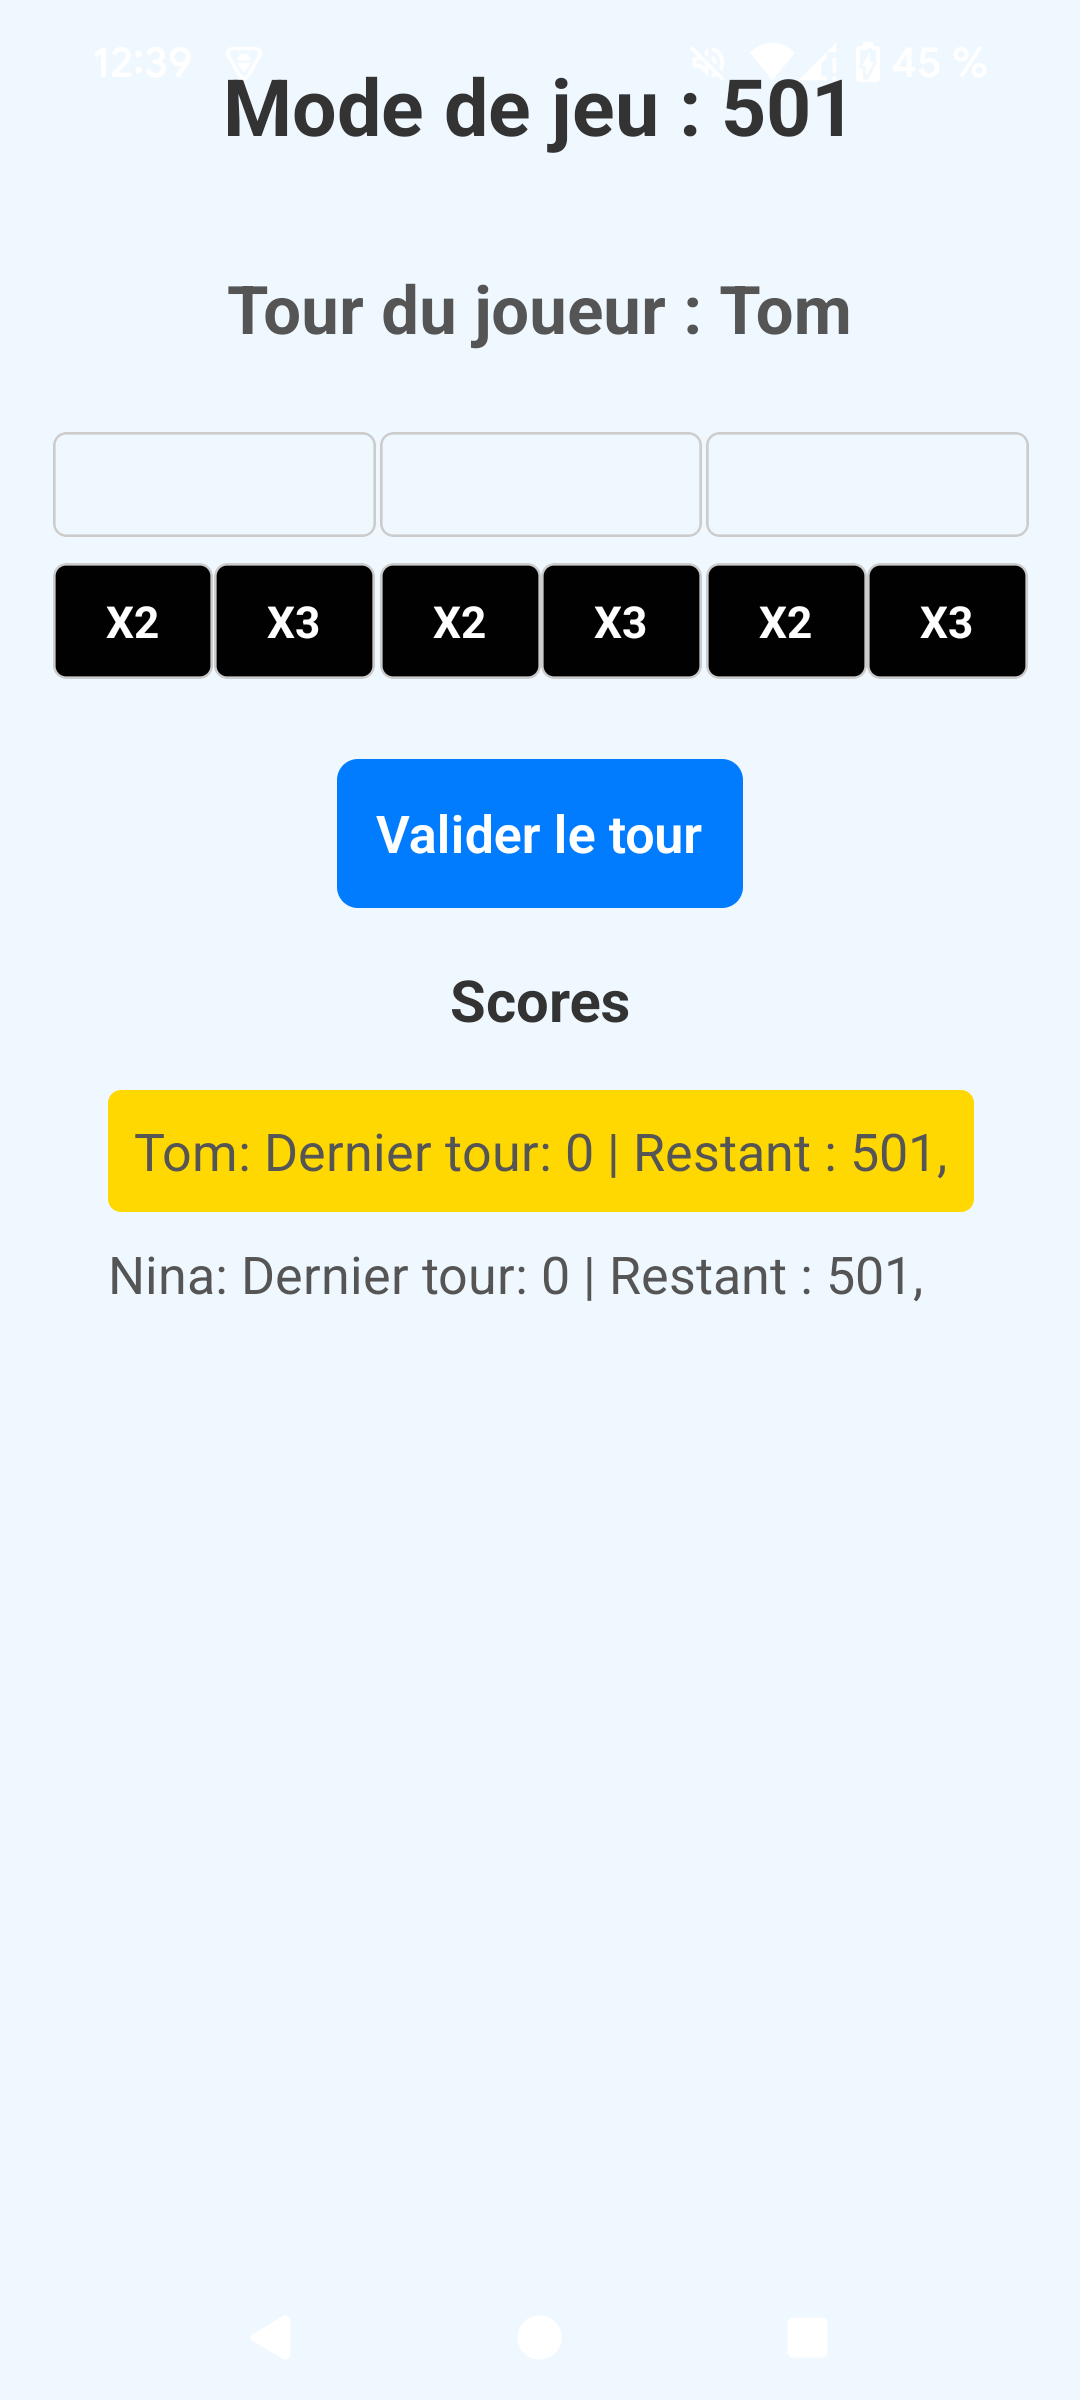 12:39 45 %
Mode de jeu : 501
Tour du joueur : Tom
X2 X3 X2 X3 X2 X3
Valider le tour
Scores
Tom: Dernier tour: 0 | Restant : 501,
Nina: Dernier tour: 0 | Restant : 501,